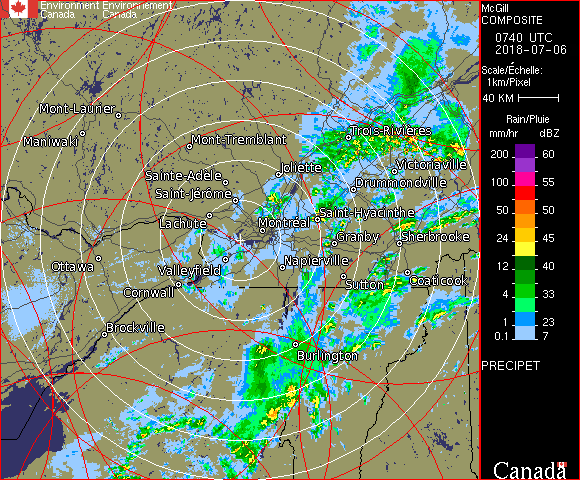 Environment Environnement
Canada Canada
McGill
COMPOSITE
0740 UTC
2018-07-06
Scale/Échelle:
1km/Pixel
40 KM
Rain/Pluie
mm/hr dBZ
200 60
100 55
50 50
24 45
12 40
4 33
1 23
0.1 7
PRECIPET
Canada
Mont-Laurier
Maniwaki
Mont-Tremblant
Trois-Rivières
Joliette
Victoriaville
Sainte-Adèle
Drummondville
Saint-Jérôme
Saint-Hyacinthe
Lachute
Montréal
Granby
Sherbrooke
Ottawa
Valleyfield
Napierville
Cornwall
Sutton
Coaticook
Brockville
Burlington